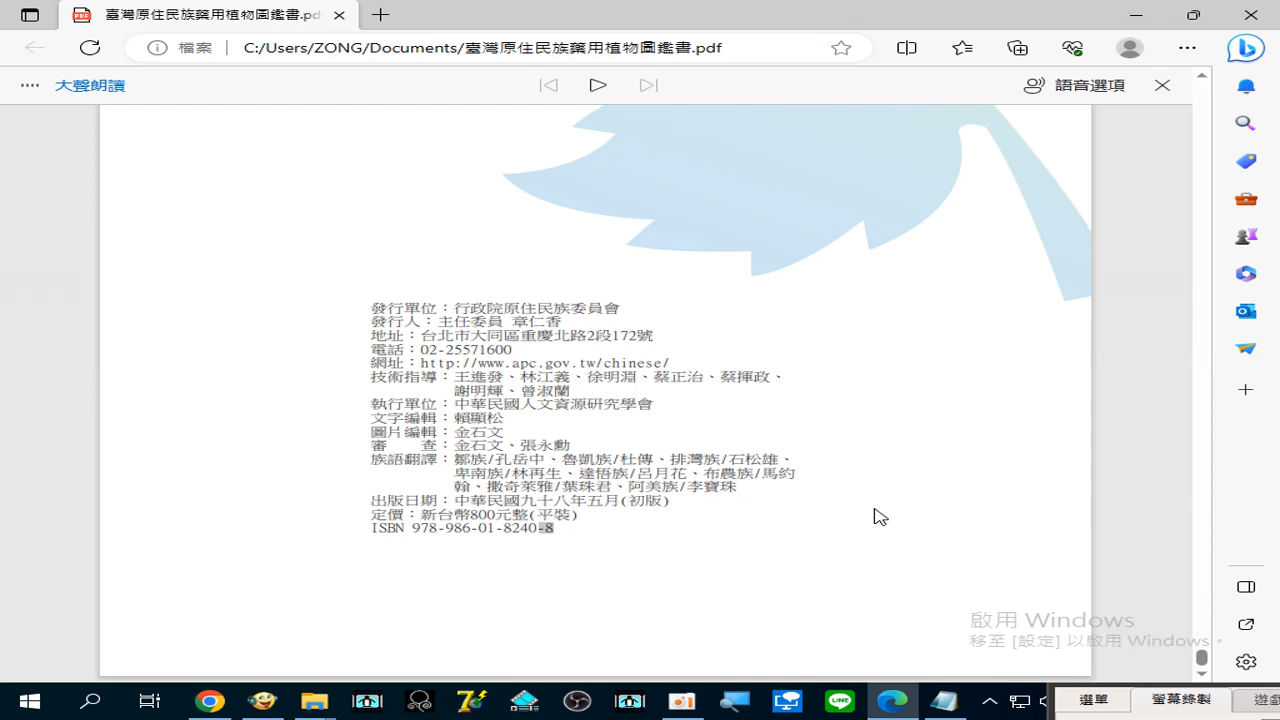 臺灣原住民族藥用植物圖鑑書.pd
檔案
C:/Users/ZONG/Documents/臺灣原住民族藥用植物圖鑑書.pdf
大聲朗讀
語音選項
發行單位：行政院原住民族委員會
發行人：主任委員 章仁香
地址：台北市大同區重慶北路2段172號
電話：02-25571600
網址：http://www.apc.gov.tw/chinese/
技術指導：王進發、林江義、徐明淵、蔡正治、蔡揮政、
謝明輝、曾淑蘭
執行單位：中華民國人文資源研究學會
文字編輯：賴顯松
圖片編輯：金石文
審　　查：金石文、張永勳
族語翻譯：鄒族/孔岳中、魯凱族/杜傳、排灣族/石松雄、
卑南族/林再生、達悟族/呂月花、布農族/馬約
翰、撒奇萊雅/葉珠君、阿美族/李寶珠
出版日期：中華民國九十八年五月(初版)
定價：新台幣800元整(平裝)
ISBN 978-986-01-8240-8
啟用 Windows
移至 [設定] 以啟用 Windows。
選單
螢幕錄製
遊